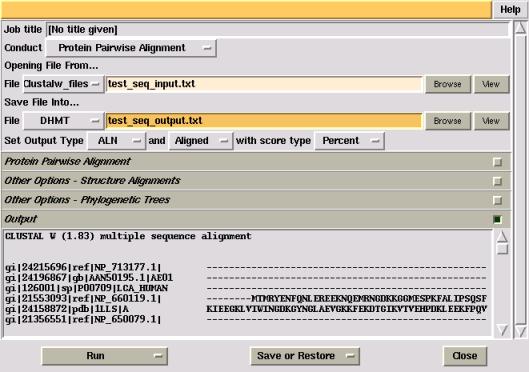 Help
Job title [No title given]
Conduct Protein Pairwise Alignment
Opening File From...
File Clustalw_files test_seq_input.txt Browse View
Save File Into...
File DHMT test_seq_output.txt Browse View
Set Output Type ALN and Aligned with score type Percent
Protein Pairwise Alignment
Other Options - Structure Alignments
Other Options - Phylogenetic Trees
Output
CLUSTAL W (1.83) multiple sequence alignment
gi|24215696|ref|NP_713177.1| --------------------------------------------------
gi|24196867|gb|AAN50195.1|AE01 --------------------------------------------------
gi|126001|sp|P00709|LCA_HUMAN --------------------------------------------------
gi|21553093|ref|NP_660119.1| --------MTMRYENFQNLEREEKNQEMRNGDKKGGMESPKFALIPSQSF
gi|24158872|pdb|1LLS|A KIEEGKLVIWINGDKGYNGLAEVGKKFEKDTGIKVTVEHPDKLEEKFPQV
gi|21356551|ref|NP_650079.1| --------------------------------------------------
Run Save or Restore Close